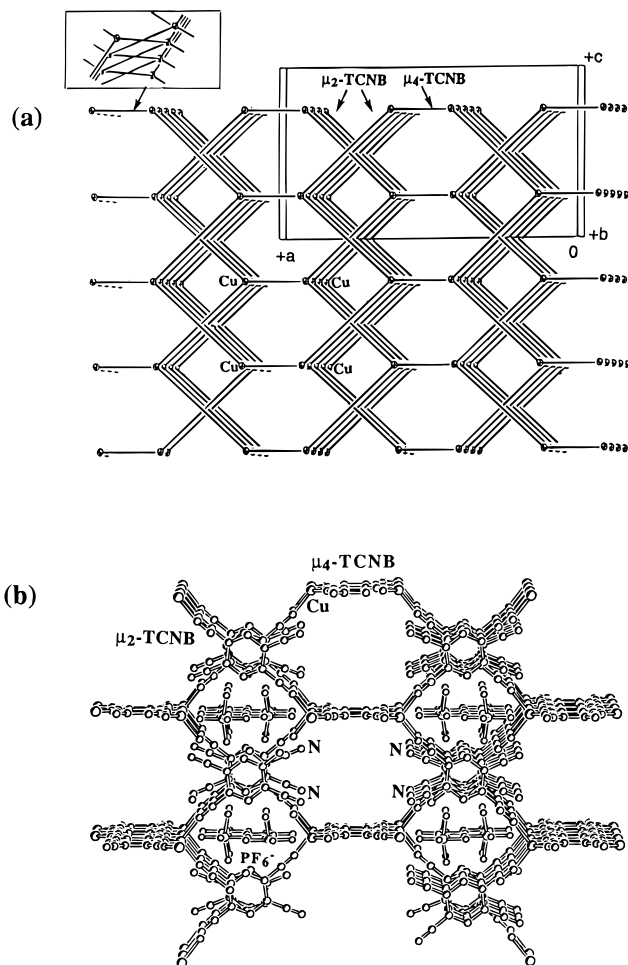 (a)
μ2-TCNB μ4-TCNB
+c
+b
+a 0
Cu Cu
Cu Cu
(b)
μ4-TCNB
Cu
μ2-TCNB
N N
N N
PF6-